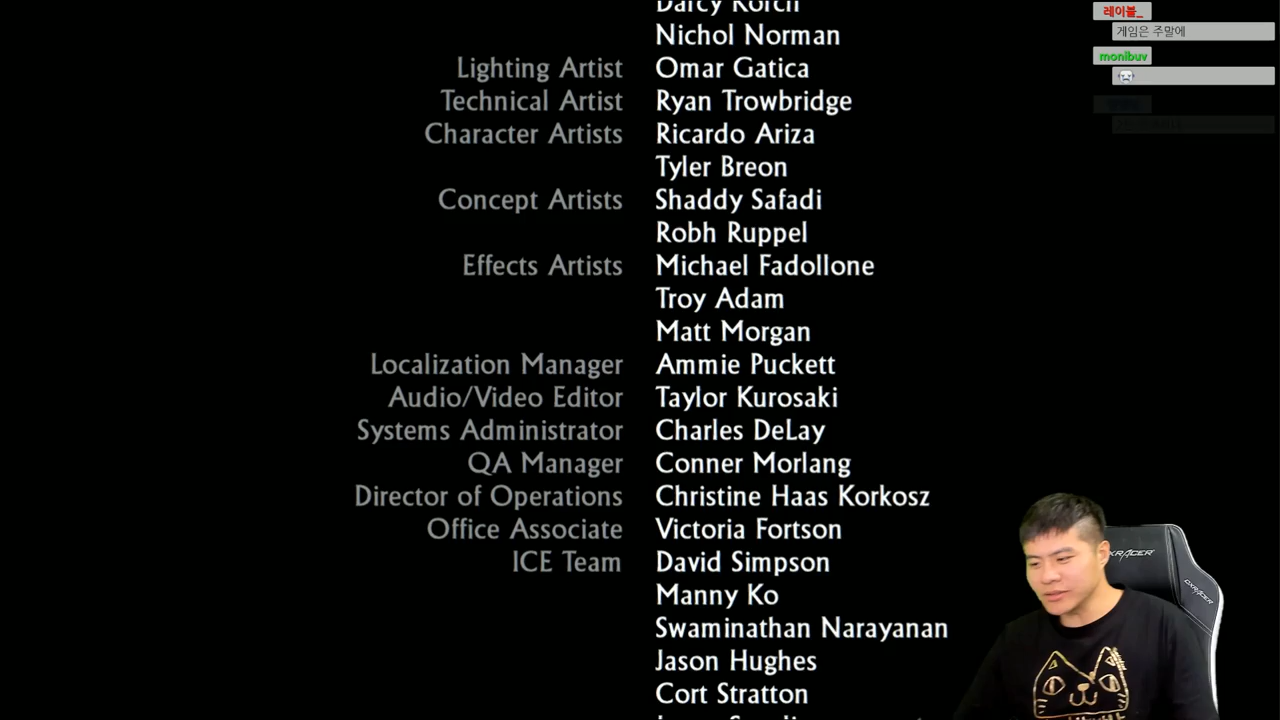 Darcy Korch
Nichol Norman
Lighting Artist Omar Gatica
Technical Artist Ryan Trowbridge
Character Artists Ricardo Ariza
Tyler Breon
Concept Artists Shaddy Safadi
Robh Ruppel
Effects Artists Michael Fadollone
Troy Adam
Matt Morgan
Localization Manager Ammie Puckett
Audio/Video Editor Taylor Kurosaki
Systems Administrator Charles DeLay
QA Manager Conner Morlang
Director of Operations Christine Haas Korkosz
Office Associate Victoria Fortson
ICE Team David Simpson
Manny Ko
Swaminathan Narayanan
Jason Hughes
Cort Stratton
레이블_
게임은 주말에
monibuv
DXRACER
DXRACER